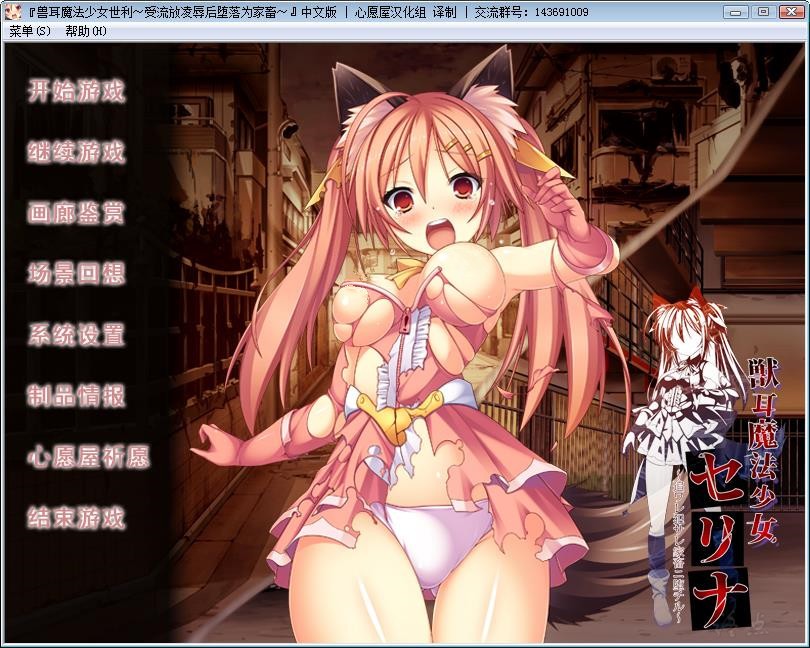 『兽耳魔法少女世利～受流放凌辱后堕落为家畜～』中文版 | 心愿屋汉化组 译制 | 交流群号: 143691009
菜单(S) 帮助(H)
开始游戏
继续游戏
画廊鉴赏
场景回想
系统设置
制品情报
心愿屋祈愿
结束游戏
獣耳魔法少女
セリナ